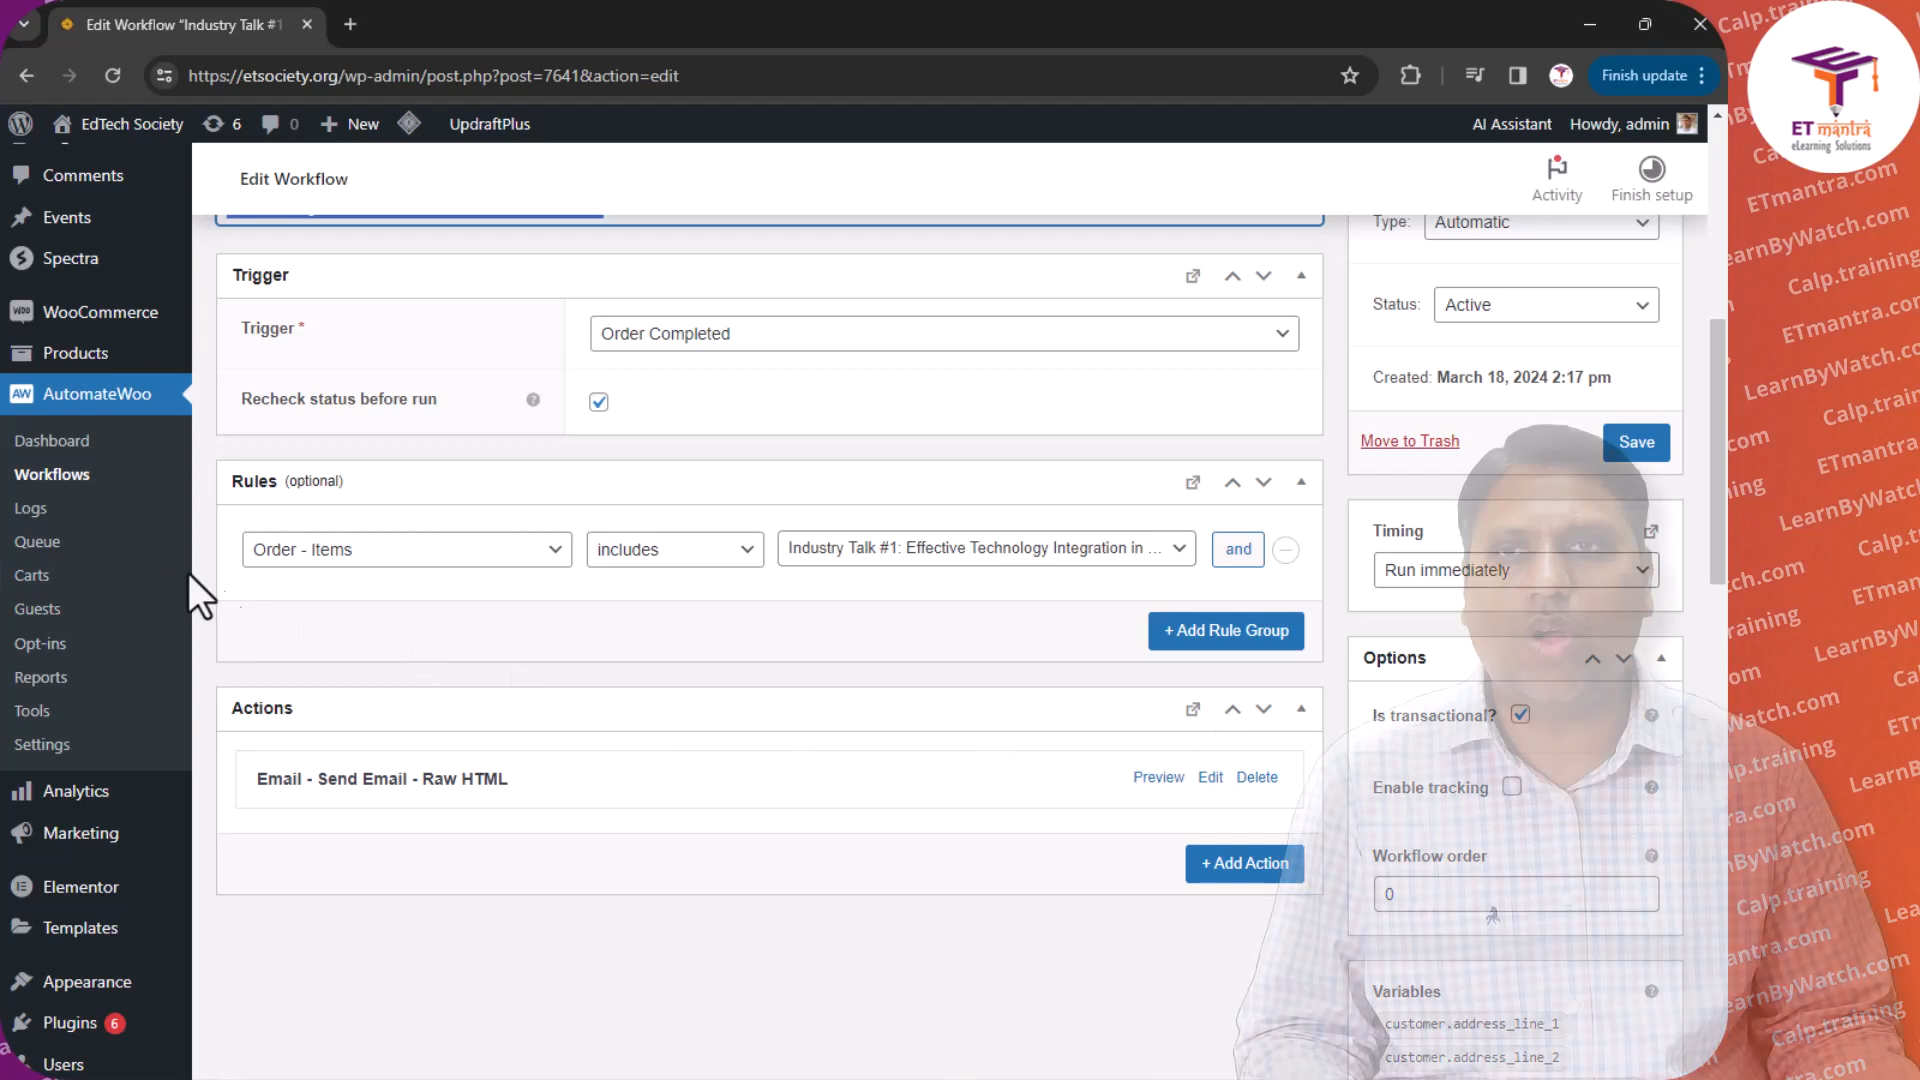 Edit Workflow “Industry Talk #1
https://etsociety.org/wp-admin/post.php?post=7641&action=edit
Finish update
EdTech Society
6
0
New
UpdraftPlus
AI Assistant
Howdy, admin
ET mantra
eLearning Solutions
Comments
Events
Spectra
WooCommerce
Products
AutomateWoo
Dashboard
Workflows
Logs
Queue
Carts
Guests
Opt-ins
Reports
Tools
Settings
Analytics
Marketing
Elementor
Templates
Appearance
Plugins 6
Users
Edit Workflow
Activity
Finish setup
Trigger
Trigger *
Order Completed
Recheck status before run
Rules (optional)
Order - Items
includes
Industry Talk #1: Effective Technology Integration in ...
and
+ Add Rule Group
Actions
Email - Send Email - Raw HTML
Preview
Edit
Delete
+ Add Action
Type:
Automatic
Status:
Active
Created: March 18, 2024 2:17 pm
Move to Trash
Save
Timing
Run immediately
Options
Is transactional?
Enable tracking
Workflow order
0
Variables
customer.address_line_1
customer.address_line_2
ETmantra.com
LearnByWatch.com
Calp.training